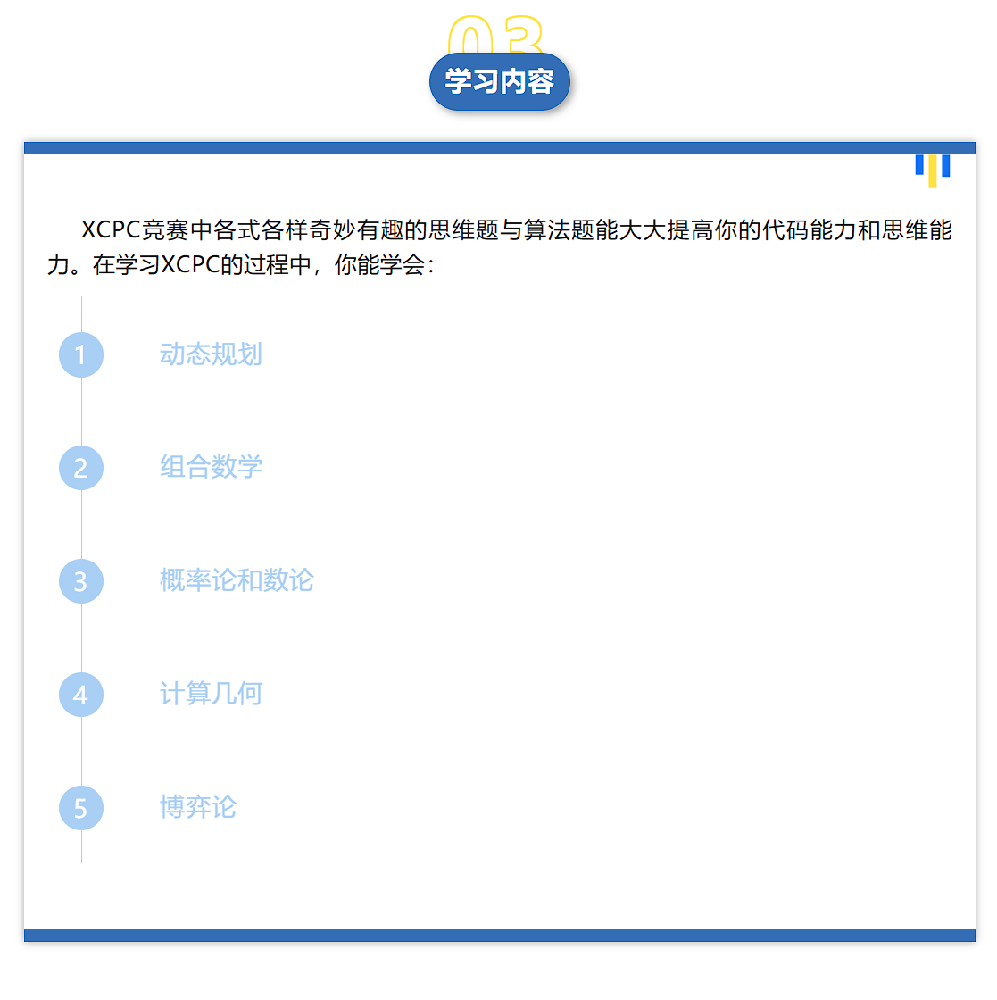 03
学习内容
XCPC竞赛中各式各样奇妙有趣的思维题与算法题能大大提高你的代码能力和思维能
力。在学习XCPC的过程中，你能学会：
1 动态规划
2 组合数学
3 概率论和数论
4 计算几何
5 博弈论